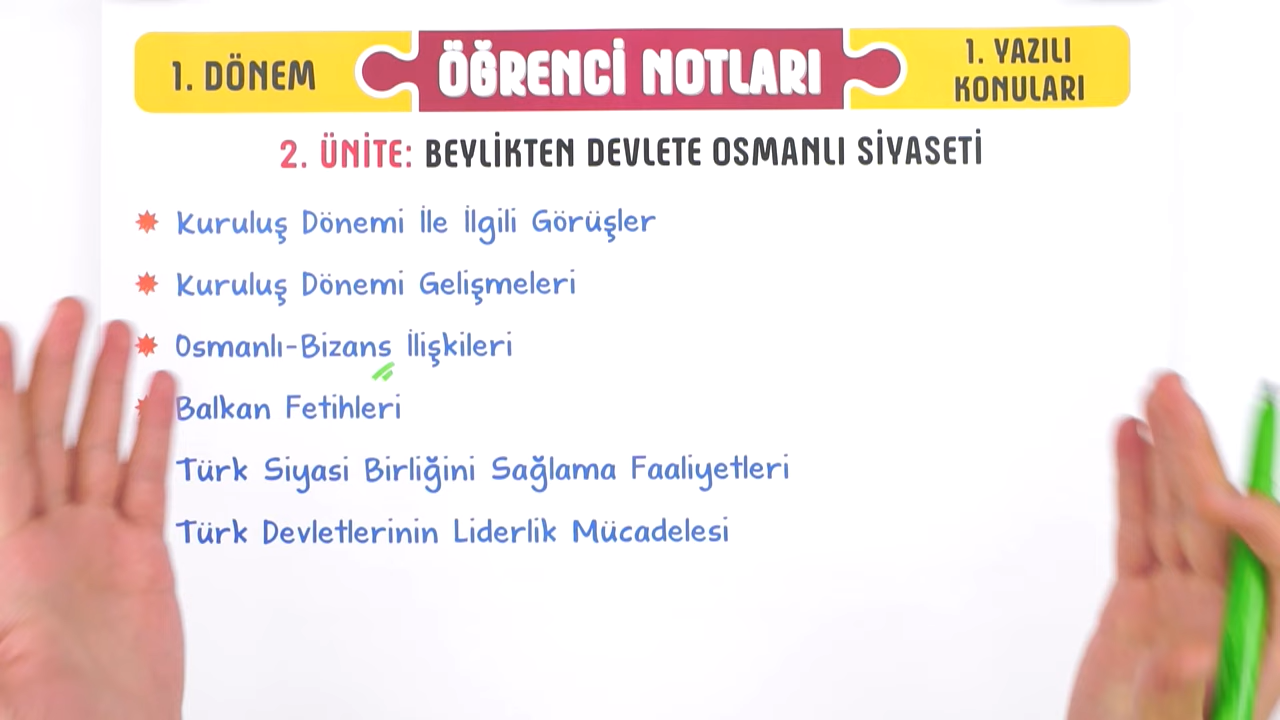 1. DÖNEM
ÖĞRENCİ NOTLARI
1. YAZILI
KONULARI
2. ÜNİTE: BEYLİKTEN DEVLETE OSMANLI SİYASETİ
Kuruluş Dönemi İle İlgili Görüşler
Kuruluş Dönemi Gelişmeleri
Osmanlı-Bizans İlişkileri
Balkan Fetihleri
Türk Siyasi Birliğini Sağlama Faaliyetleri
Türk Devletlerinin Liderlik Mücadelesi